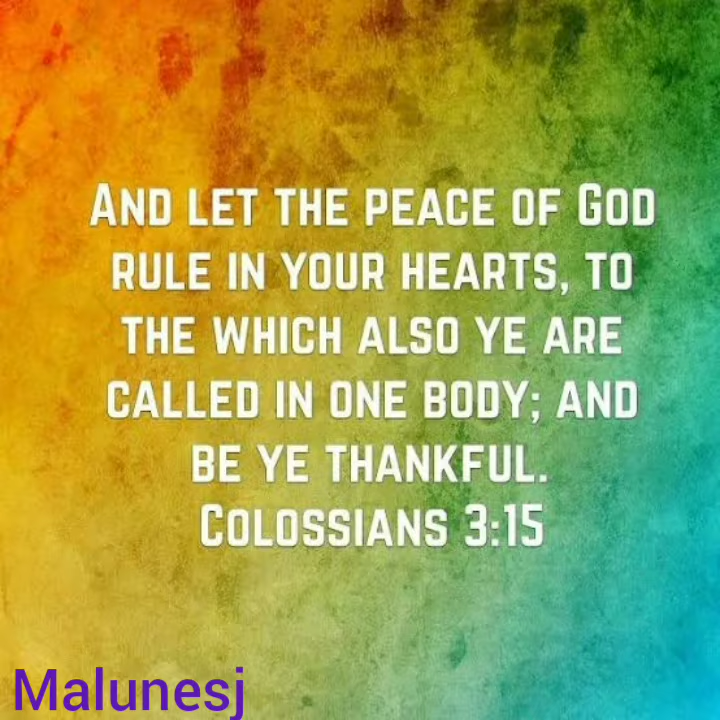 And let the peace of God
rule in your hearts, to
the which also ye are
called in one body; and
be ye thankful.
Colossians 3:15
Malunesj